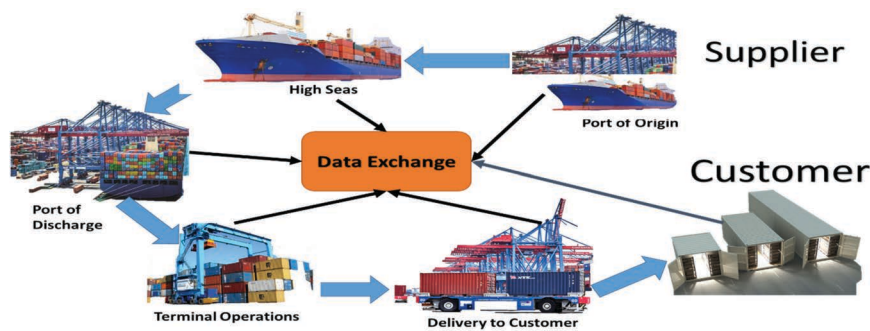 Supplier
High Seas
Port of Origin
Data Exchange
Customer
Port of
Discharge
Terminal Operations
Delivery to Customer